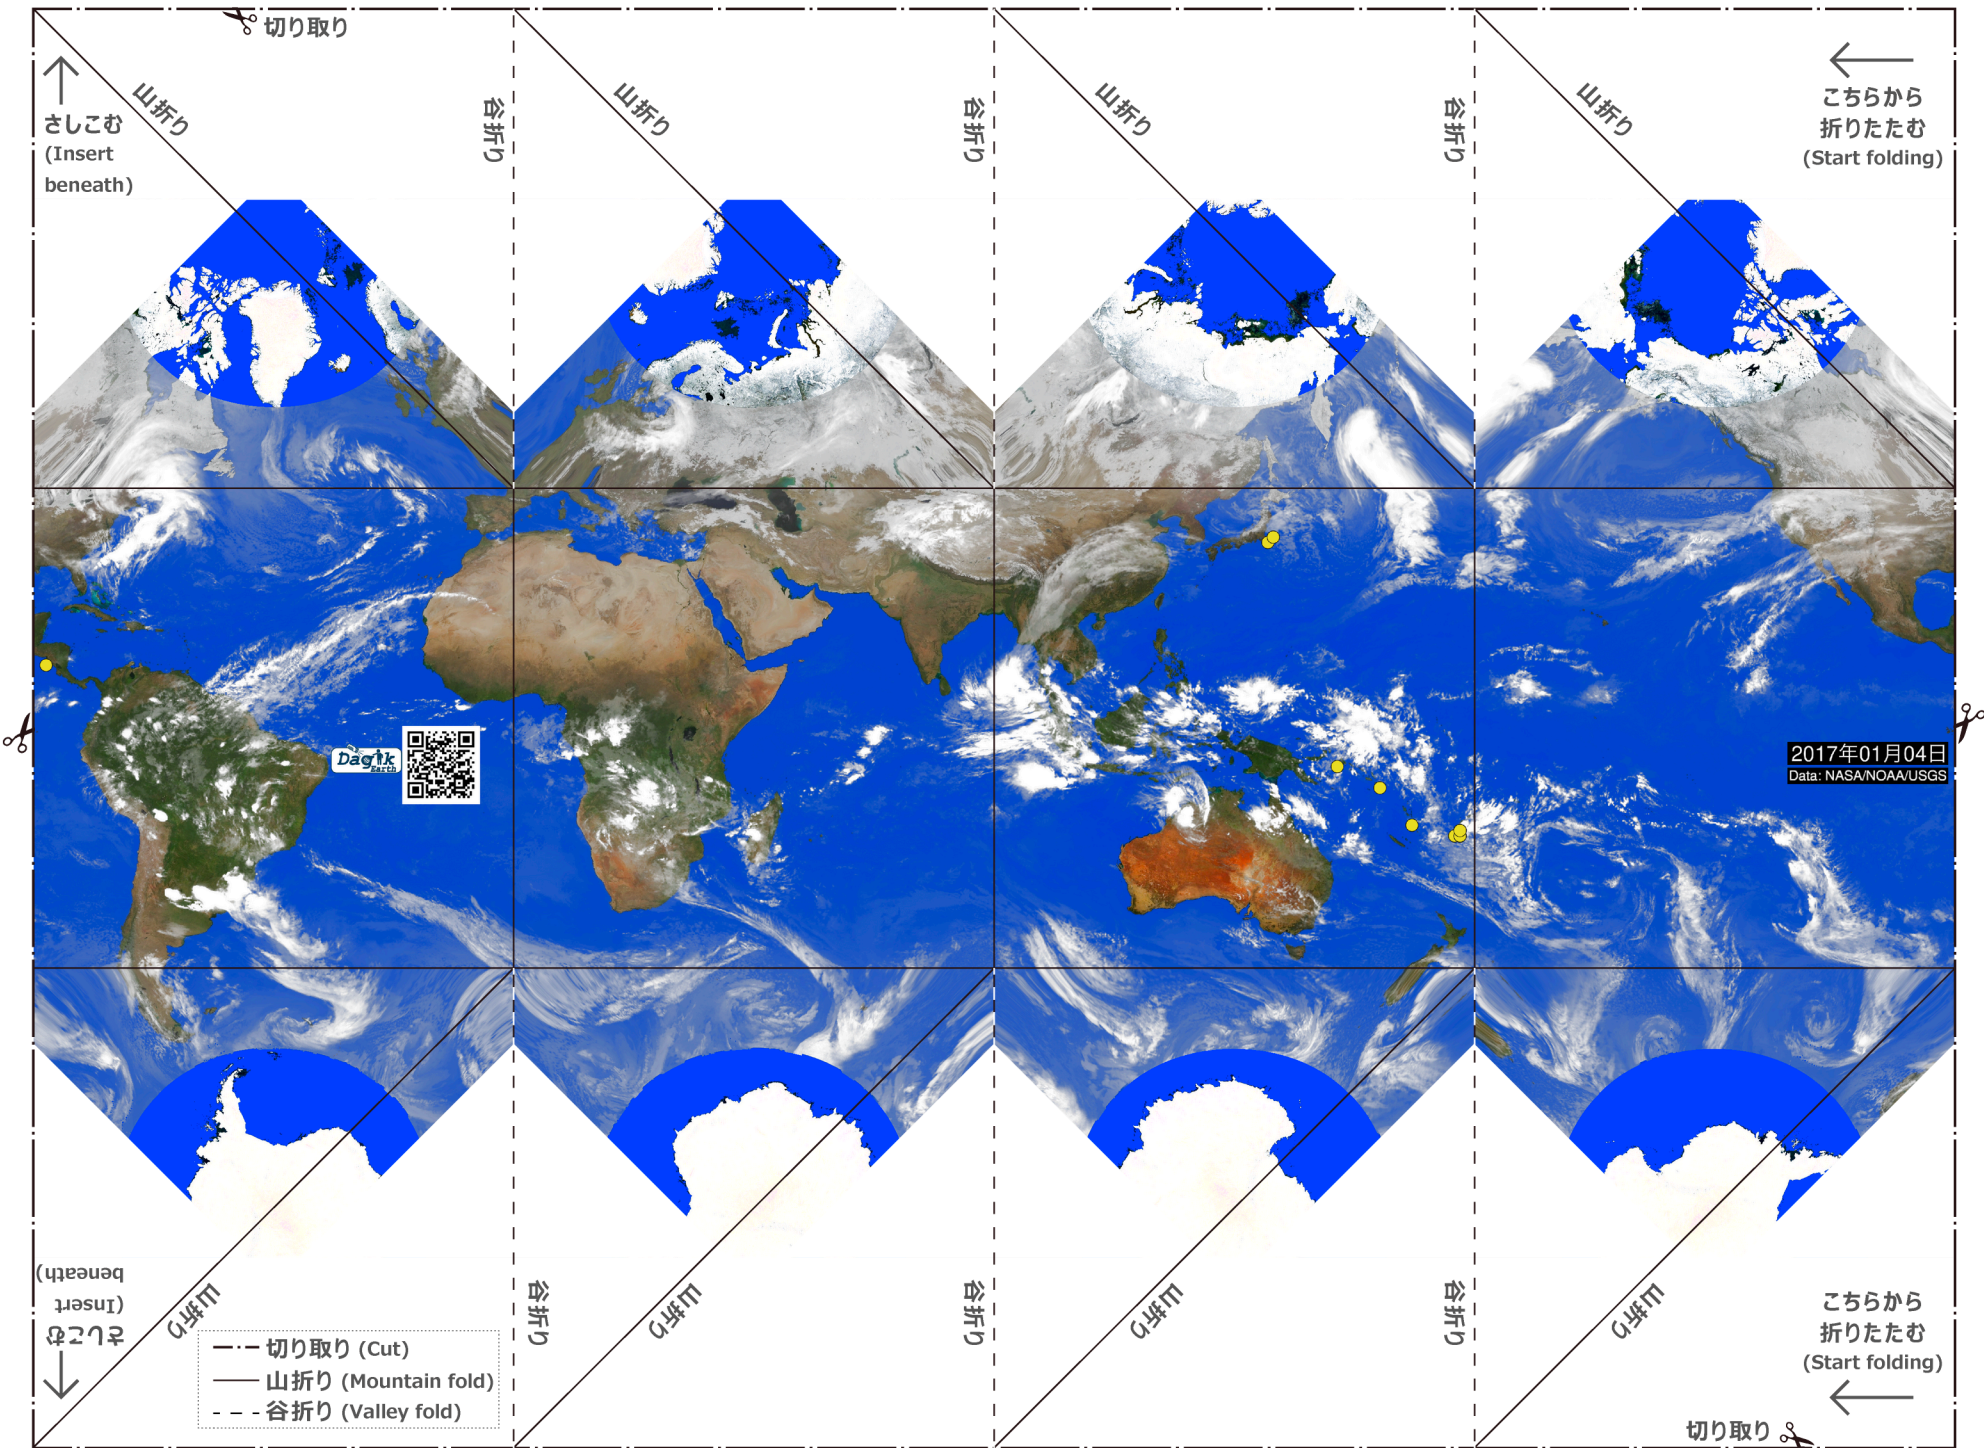 切り取り
山折り
谷折り
山折り
谷折り
山折り
谷折り
山折り
さしこむ
(Insert
beneath)
こちらから
折りたたむ
(Start folding)
Dagik
Earth
2017年01月04日
Data: NASA/NOAA/USGS
さしこむ
(Insert
beneath)
山折り
谷折り
山折り
谷折り
山折り
谷折り
山折り
切り取り (Cut)
山折り (Mountain fold)
谷折り (Valley fold)
こちらから
折りたたむ
(Start folding)
切り取り